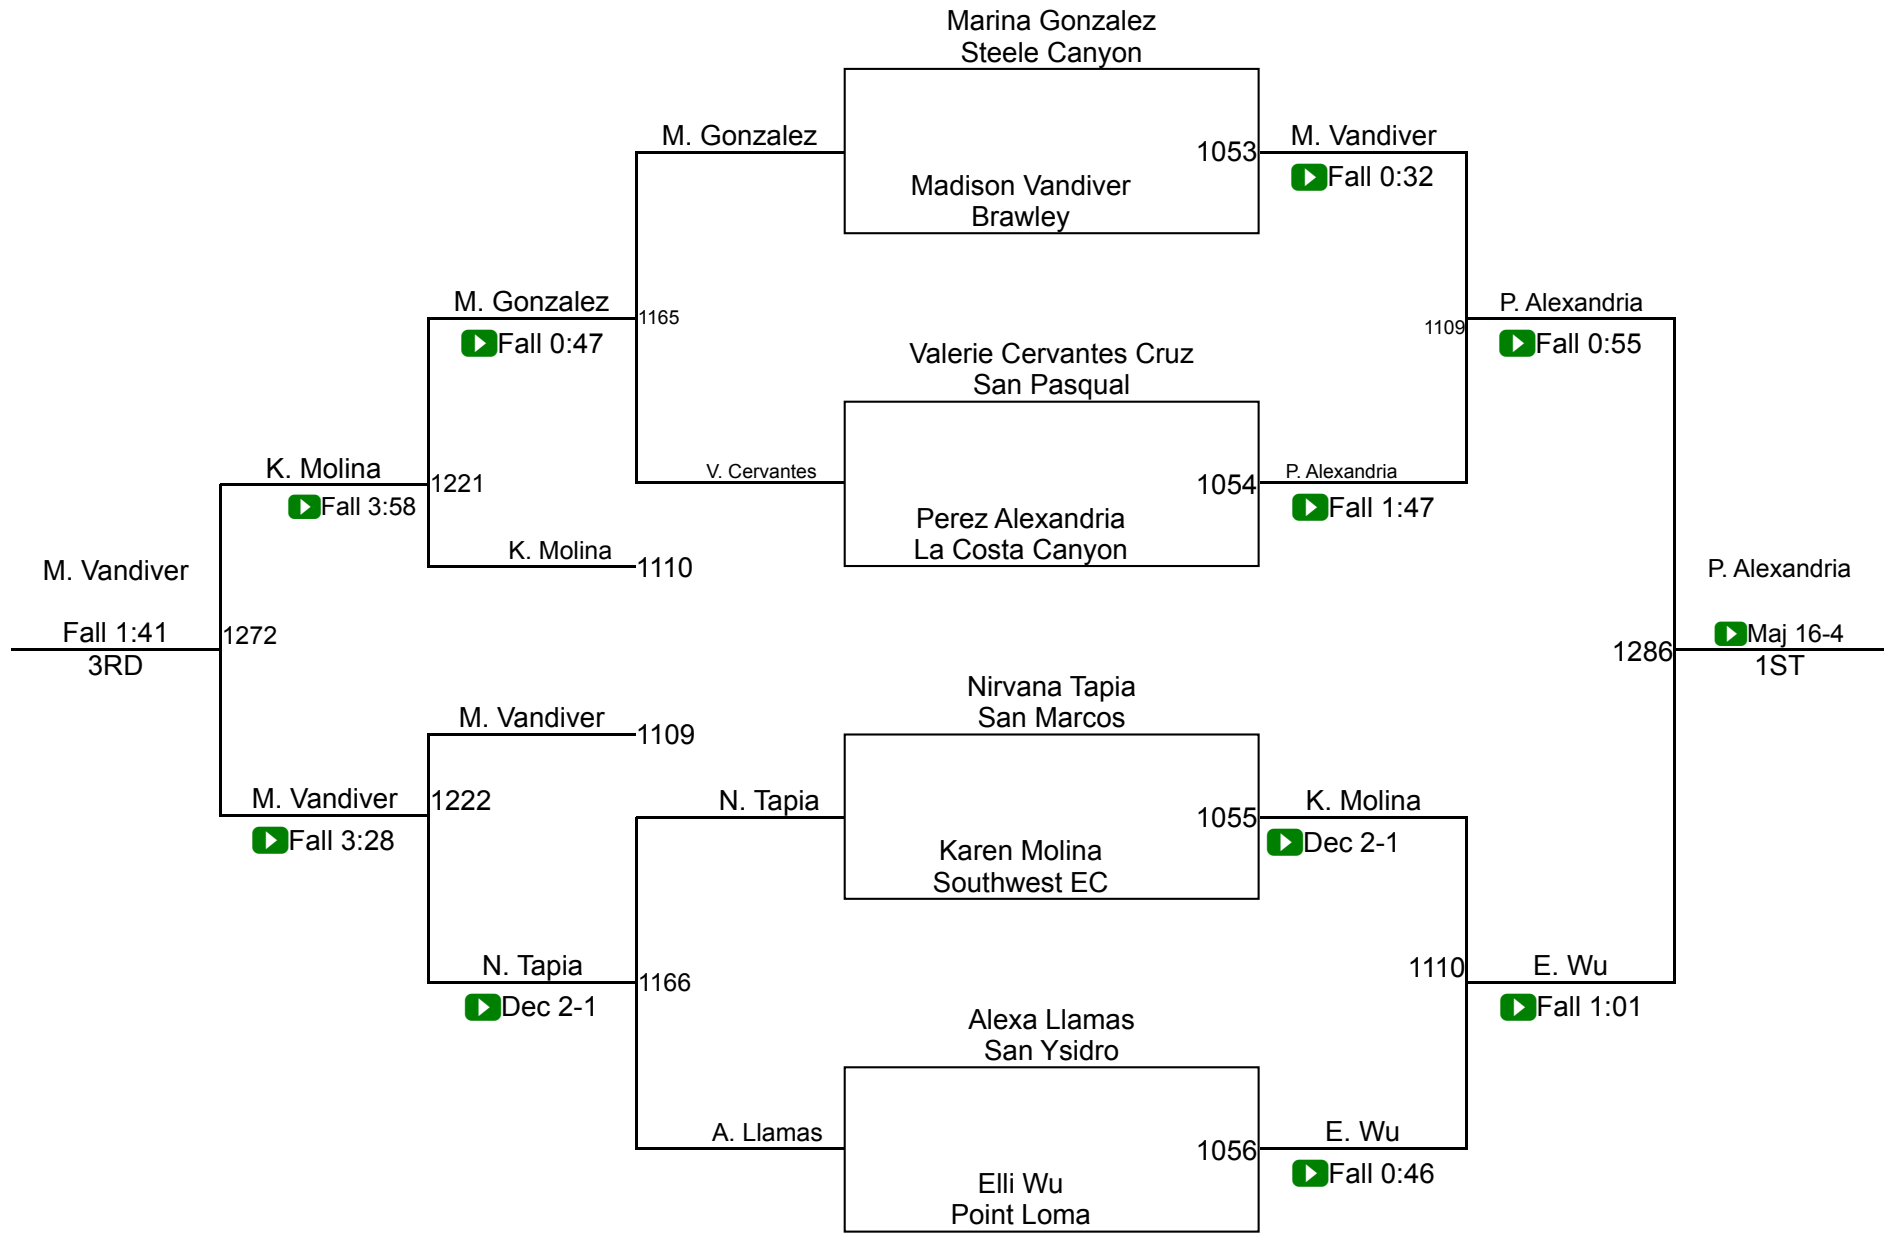 Marina Gonzalez
Steele Canyon
M. Gonzalez
1053
M. Vandiver
Fall 0:32
Madison Vandiver
Brawley
M. Gonzalez
1165
Fall 0:47
1109
P. Alexandria
Fall 0:55
Valerie Cervantes Cruz
San Pasqual
K. Molina
1221
Fall 3:58
V. Cervantes
1054
P. Alexandria
Fall 1:47
Perez Alexandria
La Costa Canyon
K. Molina
1110
M. Vandiver
Fall 1:41
3RD
1272
P. Alexandria
1286
Maj 16-4
1ST
Nirvana Tapia
San Marcos
M. Vandiver
1109
M. Vandiver
1222
Fall 3:28
N. Tapia
1055
K. Molina
Dec 2-1
Karen Molina
Southwest EC
N. Tapia
1166
Dec 2-1
1110
E. Wu
Fall 1:01
Alexa Llamas
San Ysidro
A. Llamas
1056
E. Wu
Fall 0:46
Elli Wu
Point Loma